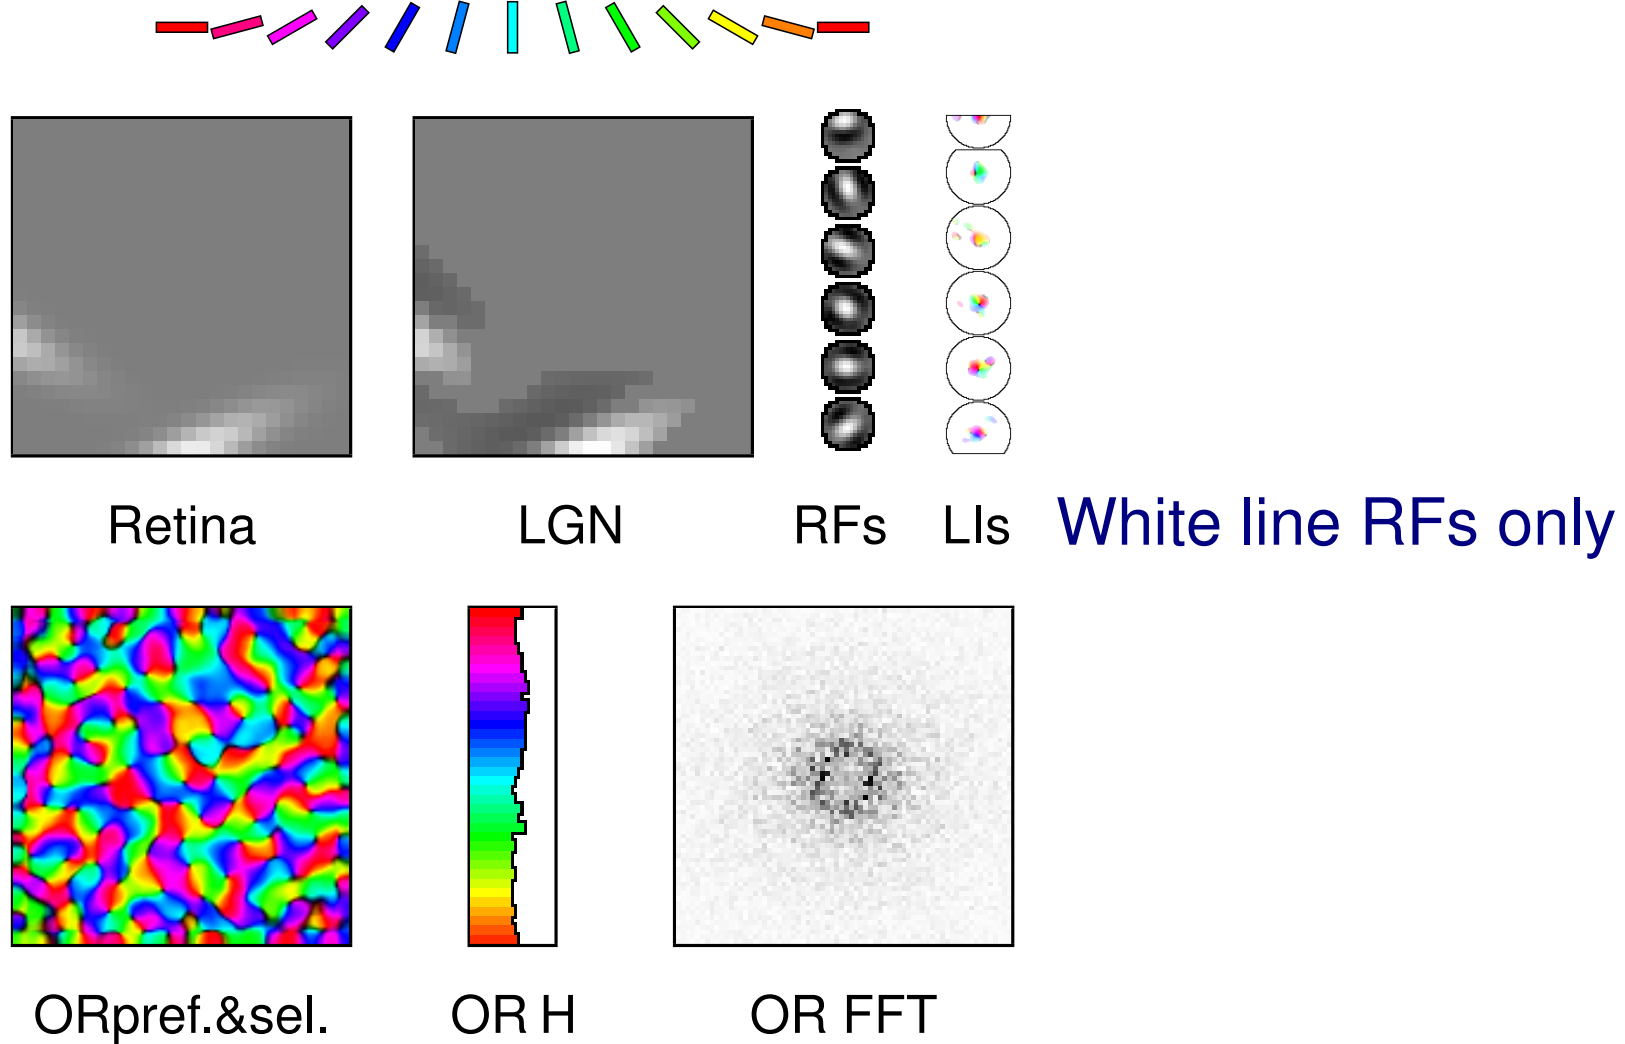 Retina
LGN
RFs
LIs
White line RFs only
ORpref.&sel.
OR H
OR FFT